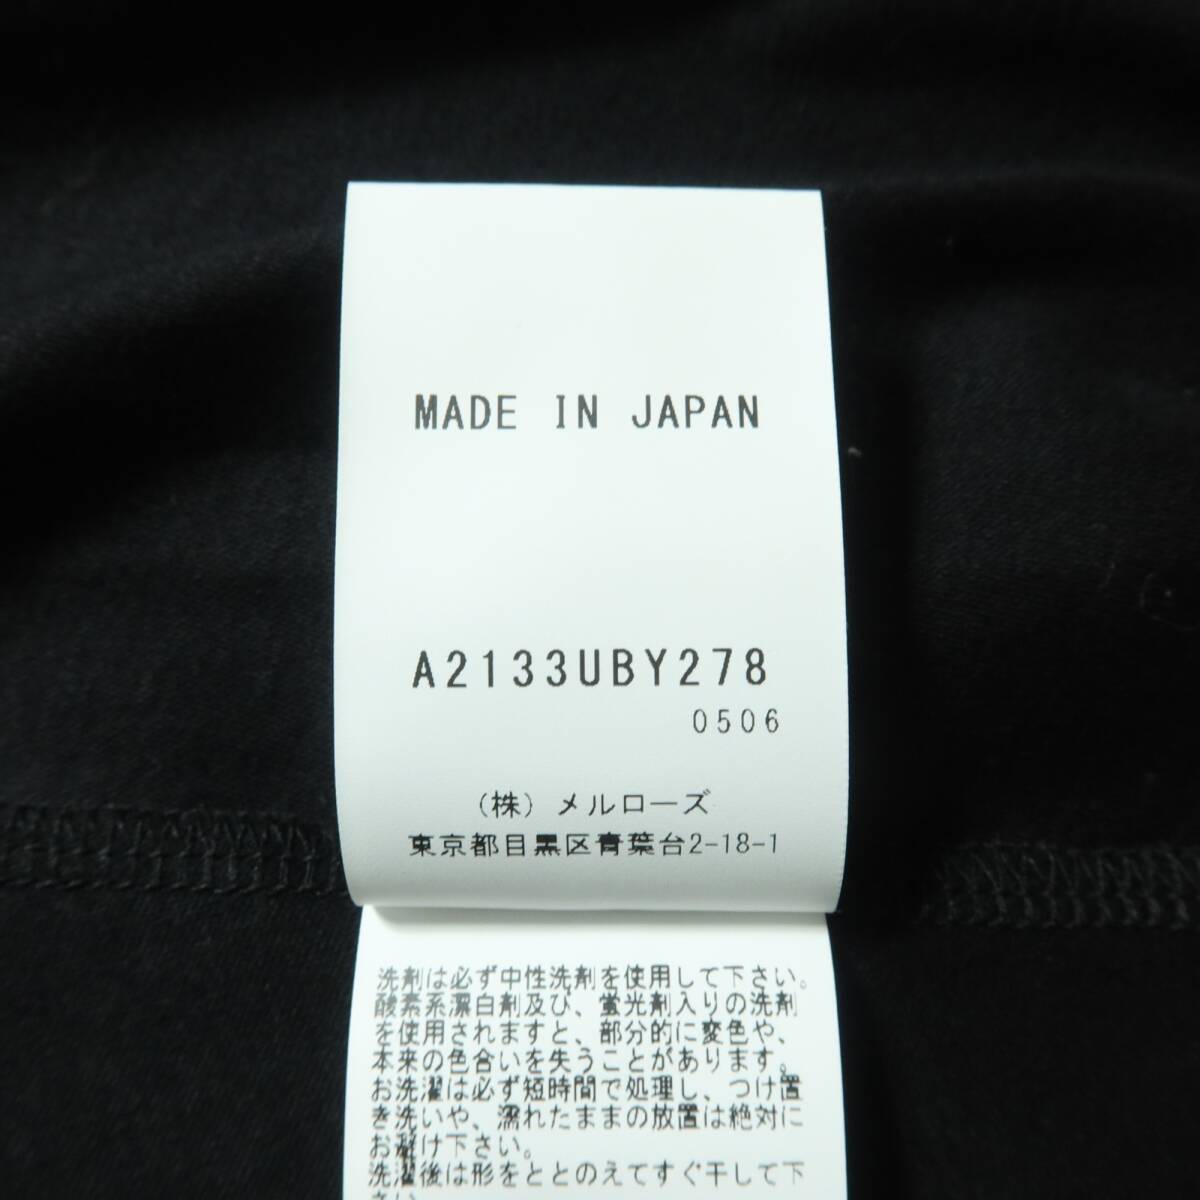 MADE IN JAPAN
A2133UBY278
0506
(株) メルローズ
東京都目黒区青葉台2-18-1
洗剤は必ず中性洗剤を使用して下さい。
酸素系漂白剤及び、蛍光剤入りの洗剤
を使用されますと、部分的に変色や、
本来の色合いを失うことがあります。
お洗濯は必ず短時間で処理し、つけ置
き洗いや、濡れたままの放置は絶対に
お避け下さい。
洗濯後は形をととのえてすぐ干して下
さい。